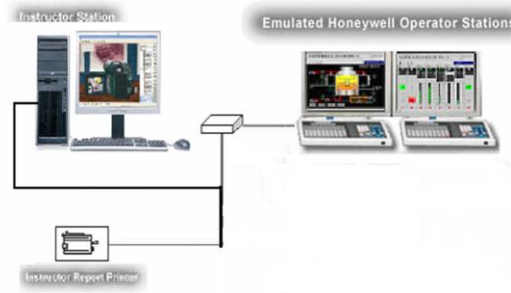 Instructor Station
Emulated Honeywell Operator Stations
Instructor Report Printer